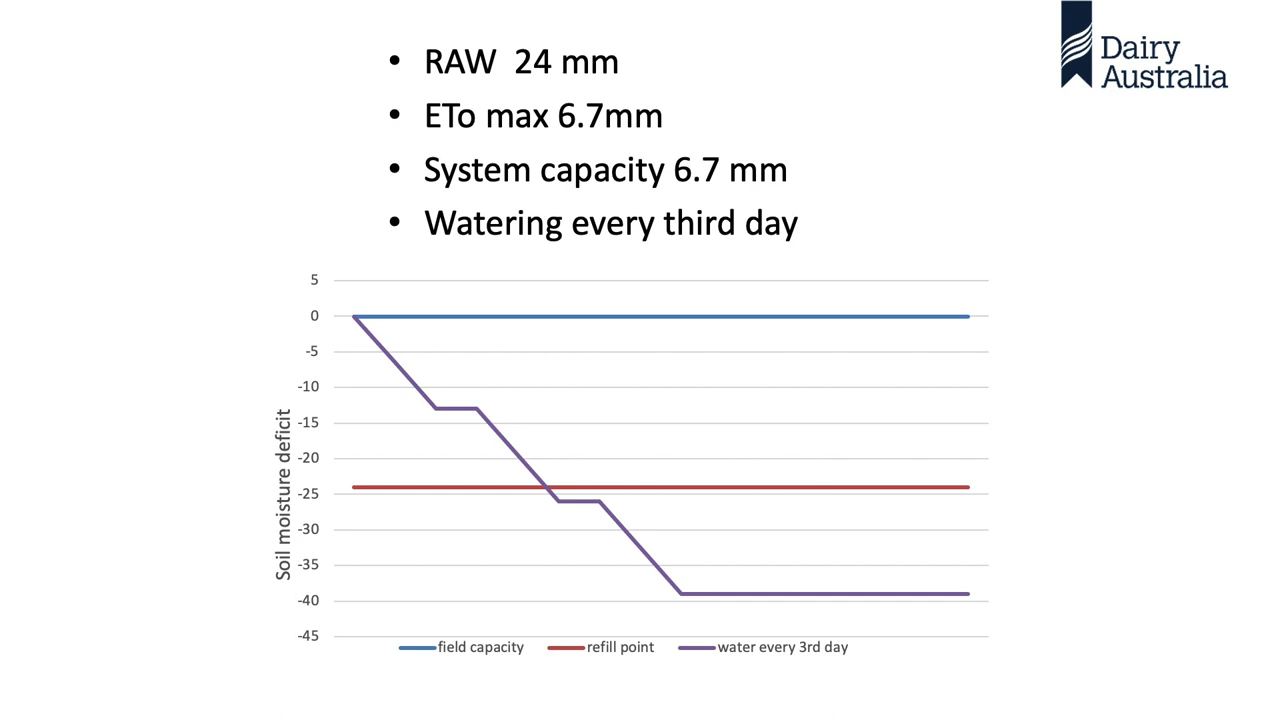 Dairy
Australia
• RAW 24 mm
• ETo max 6.7mm
• System capacity 6.7 mm
• Watering every third day
5
0
-5
-10
-15
-20
-25
-30
-35
-40
-45
Soil moisture deficit
field capacity
refill point
water every 3rd day